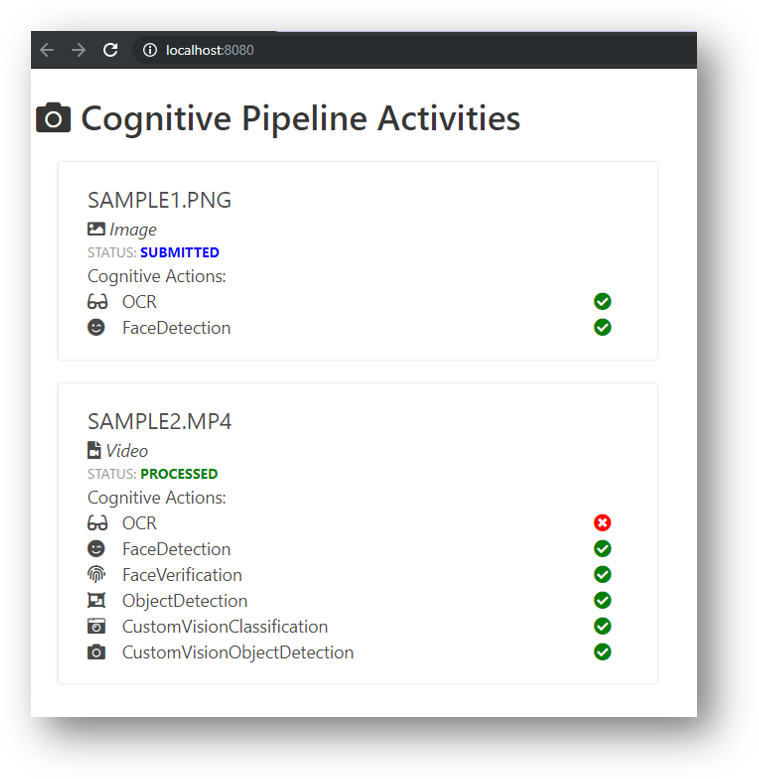 localhost:8080
Cognitive Pipeline Activities
SAMPLE1.PNG
Image
STATUS: SUBMITTED
Cognitive Actions:
OCR
FaceDetection
SAMPLE2.MP4
Video
STATUS: PROCESSED
Cognitive Actions:
OCR
FaceDetection
FaceVerification
ObjectDetection
CustomVisionClassification
CustomVisionObjectDetection